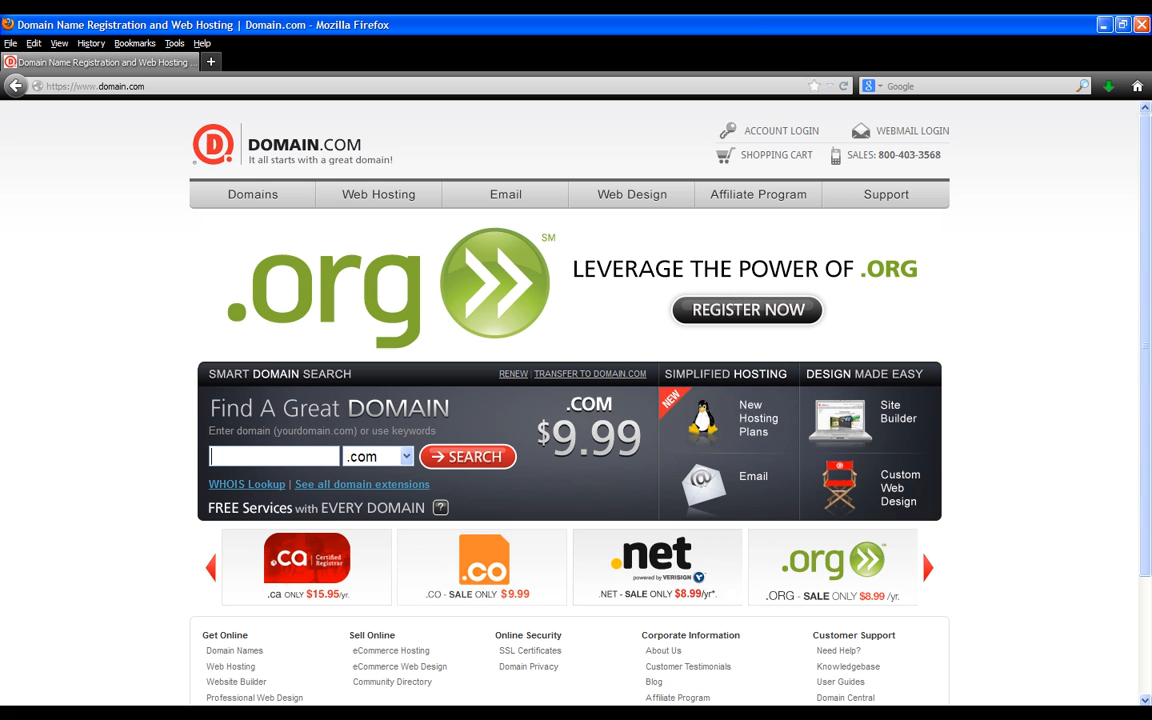 Domain Name Registration and Web Hosting | Domain.com - Mozilla Firefox
File Edit View History Bookmarks Tools Help
Domain Name Registration and Web Hosting ...
https://www.domain.com
Google
DOMAIN.COM
It all starts with a great domain!
ACCOUNT LOGIN WEBMAIL LOGIN
SHOPPING CART SALES: 800-403-3568
Domains Web Hosting Email Web Design Affiliate Program Support
.org SM
LEVERAGE THE POWER OF .ORG
REGISTER NOW
SMART DOMAIN SEARCH RENEW | TRANSFER TO DOMAIN.COM SIMPLIFIED HOSTING DESIGN MADE EASY
Find A Great DOMAIN
Enter domain (yourdomain.com) or use keywords
.com SEARCH
WHOIS Lookup | See all domain extensions
FREE Services with EVERY DOMAIN ?
.COM
$9.99
NEW
New
Hosting
Plans
Email
Site
Builder
Custom
Web
Design
.ca Certified
Registrar
.ca ONLY $15.95/yr.
.co
.CO - SALE ONLY $9.99
.net
powered by VERISIGN
.NET - SALE ONLY $8.99/yr*.
.org
.ORG - SALE ONLY $8.99 /yr.
Get Online
Domain Names
Web Hosting
Website Builder
Professional Web Design
Sell Online
eCommerce Hosting
eCommerce Web Design
Community Directory
Online Security
SSL Certificates
Domain Privacy
Corporate Information
About Us
Customer Testimonials
Blog
Affiliate Program
Customer Support
Need Help?
Knowledgebase
User Guides
Domain Central